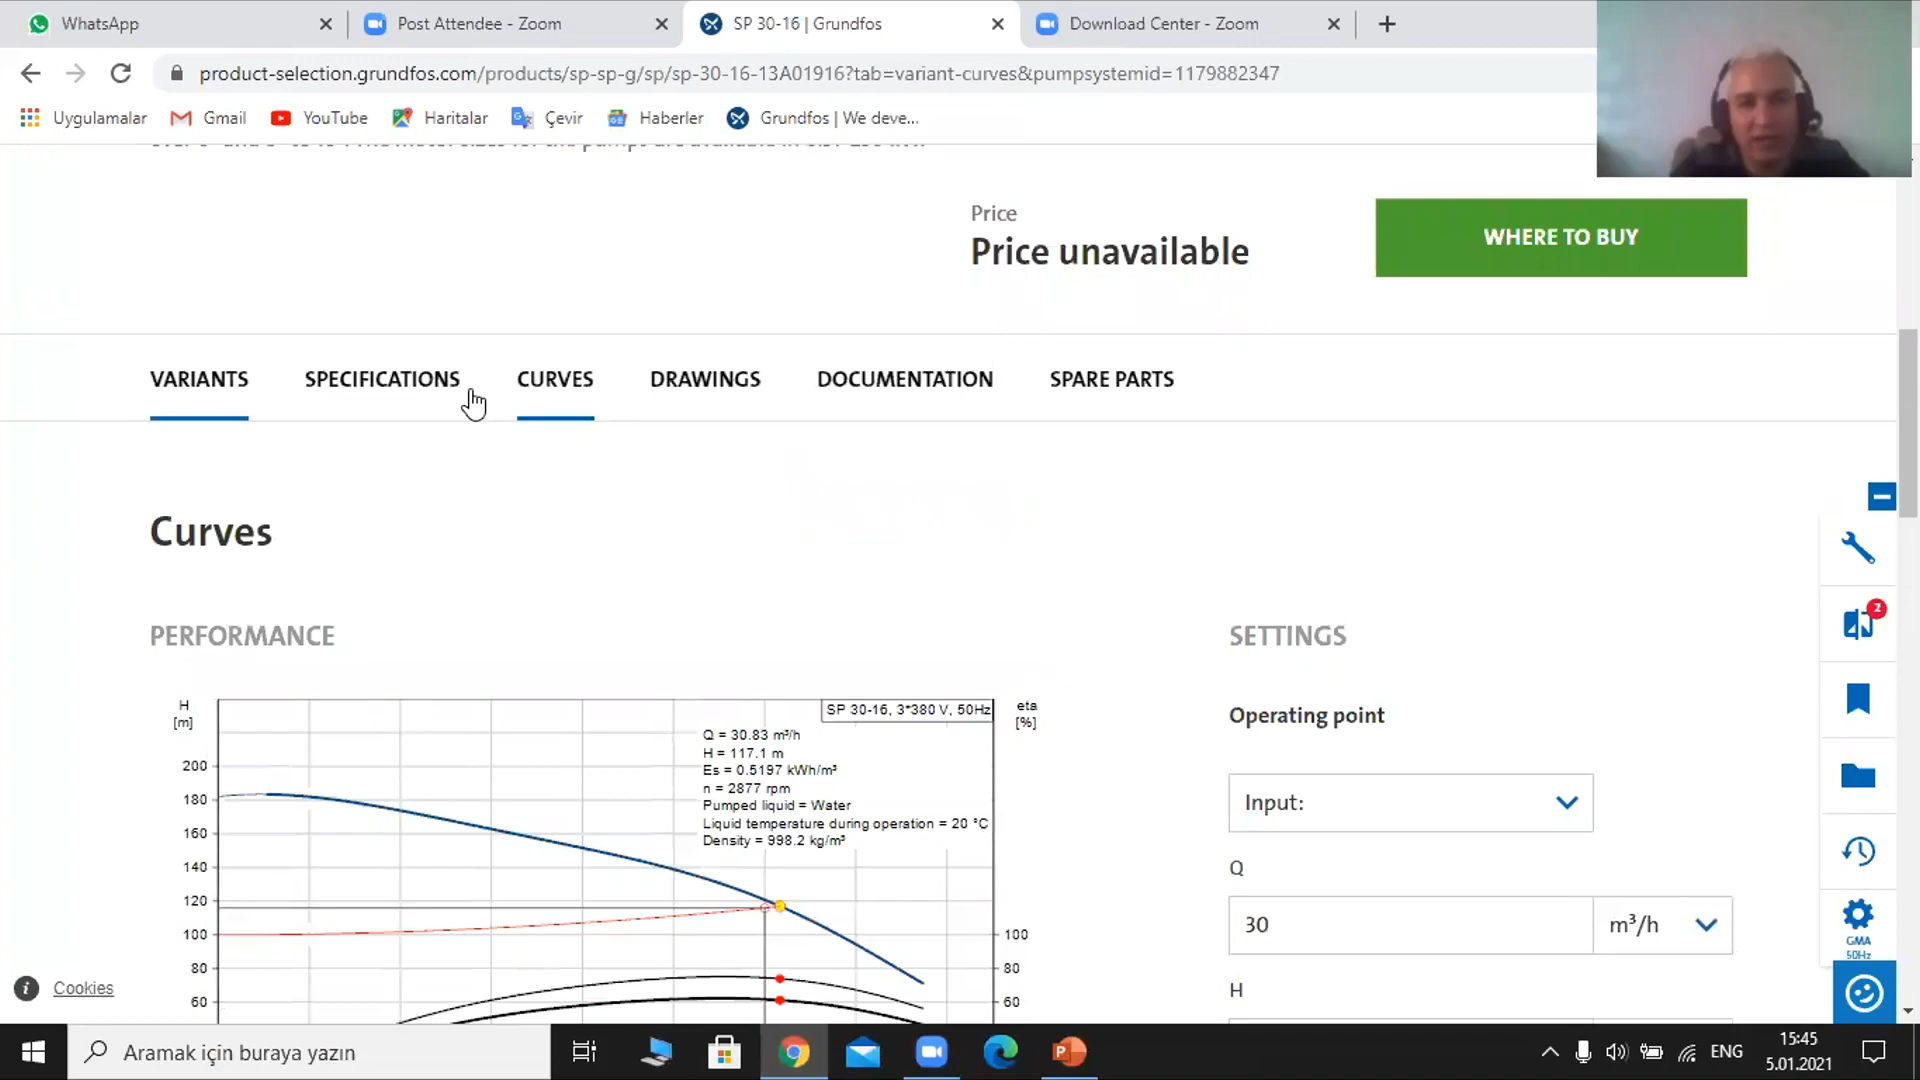 WhatsApp
Post Attendee - Zoom
SP 30-16 | Grundfos
Download Center - Zoom
product-selection.grundfos.com/products/sp-sp-g/sp/sp-30-16-13A01916?tab=variant-curves&pumpsystemid=1179882347
Uygulamalar
Gmail
YouTube
Haritalar
Çevir
Haberler
Grundfos | We deve...
Price
Price unavailable
WHERE TO BUY
VARIANTS
SPECIFICATIONS
CURVES
DRAWINGS
DOCUMENTATION
SPARE PARTS
Curves
PERFORMANCE
H
[m]
SP 30-16, 3*380 V, 50Hz
eta
[%]
Q = 30.83 m³/h
H = 117.1 m
Es = 0.5197 kWh/m³
n = 2877 rpm
Pumped liquid = Water
Liquid temperature during operation = 20 °C
Density = 998.2 kg/m³
200
180
160
140
120
100
80
60
100
80
60
SETTINGS
Operating point
Input:
Q
30
m³/h
H
2
GMA
50Hz
Cookies
Aramak için buraya yazın
ENG
15:45
5.01.2021